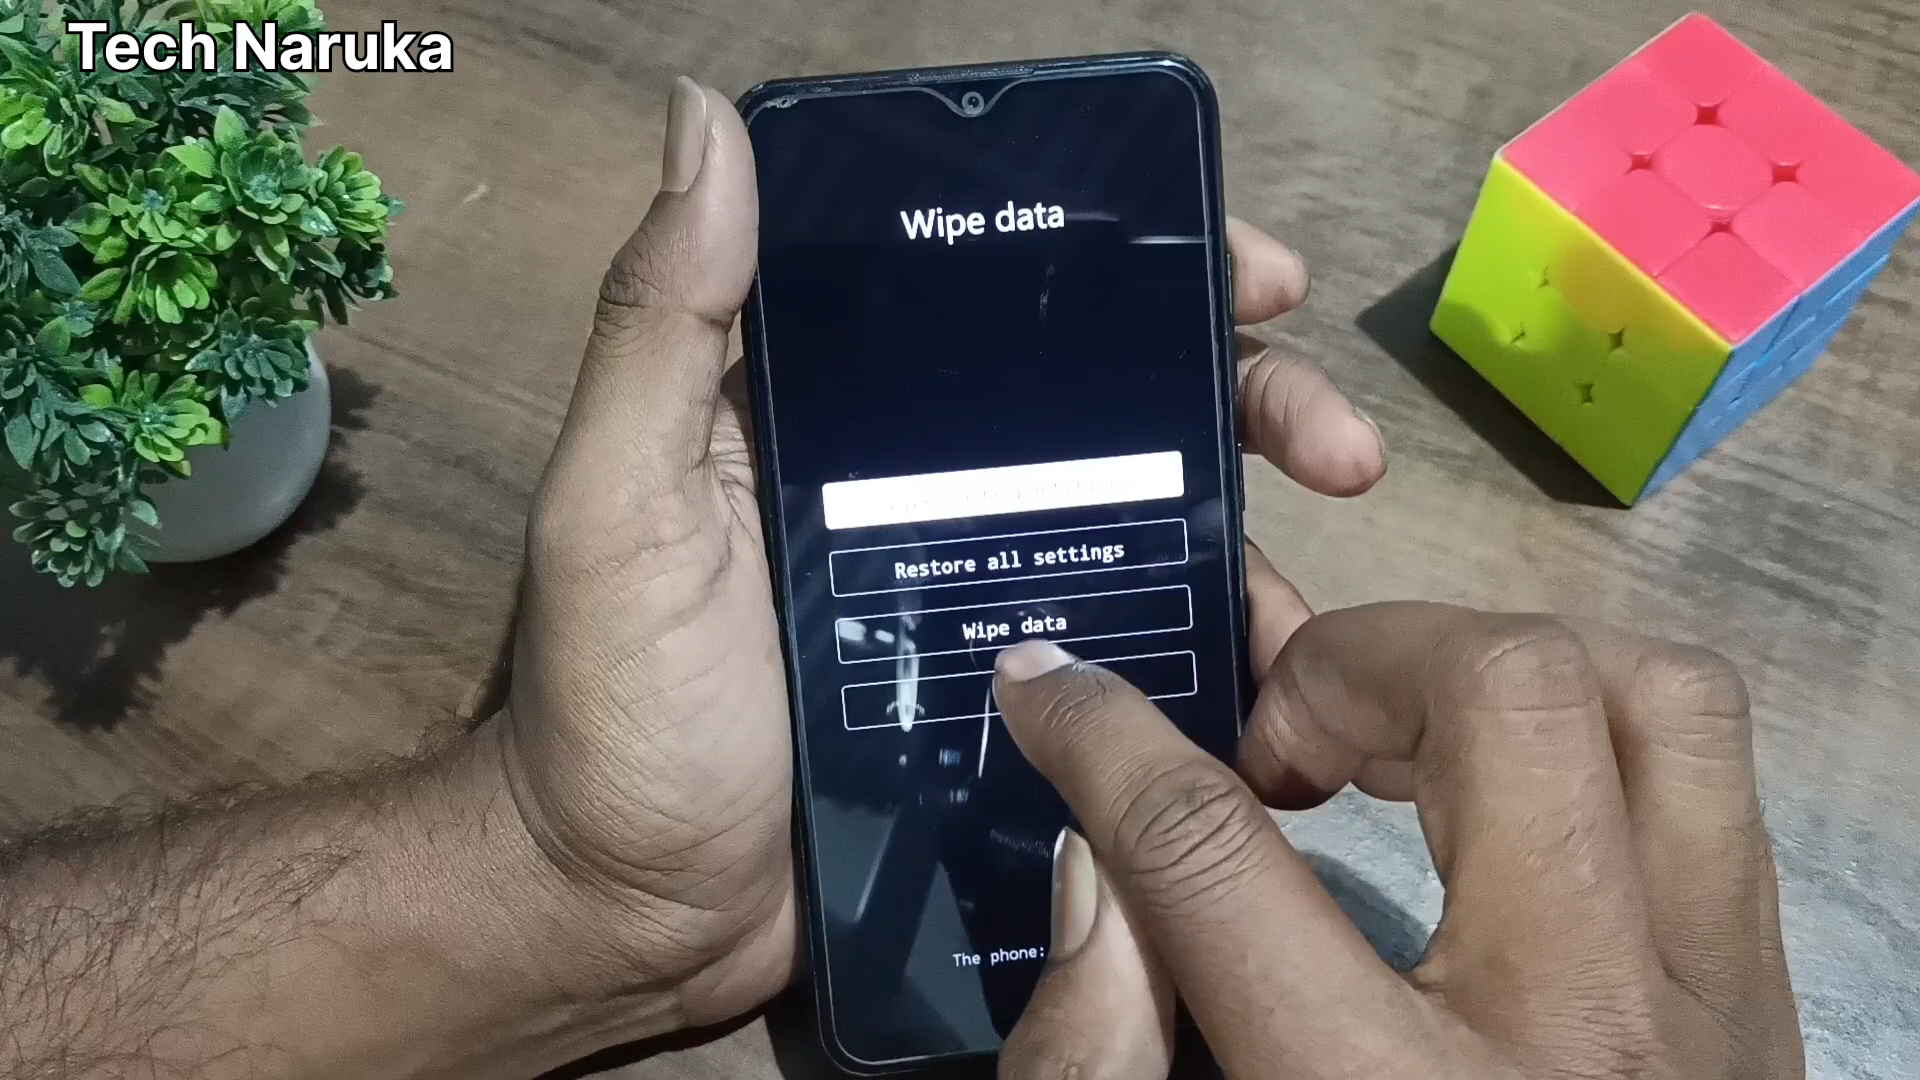 Tech Naruka
Wipe data
Restore all settings
Wipe data
The phone: